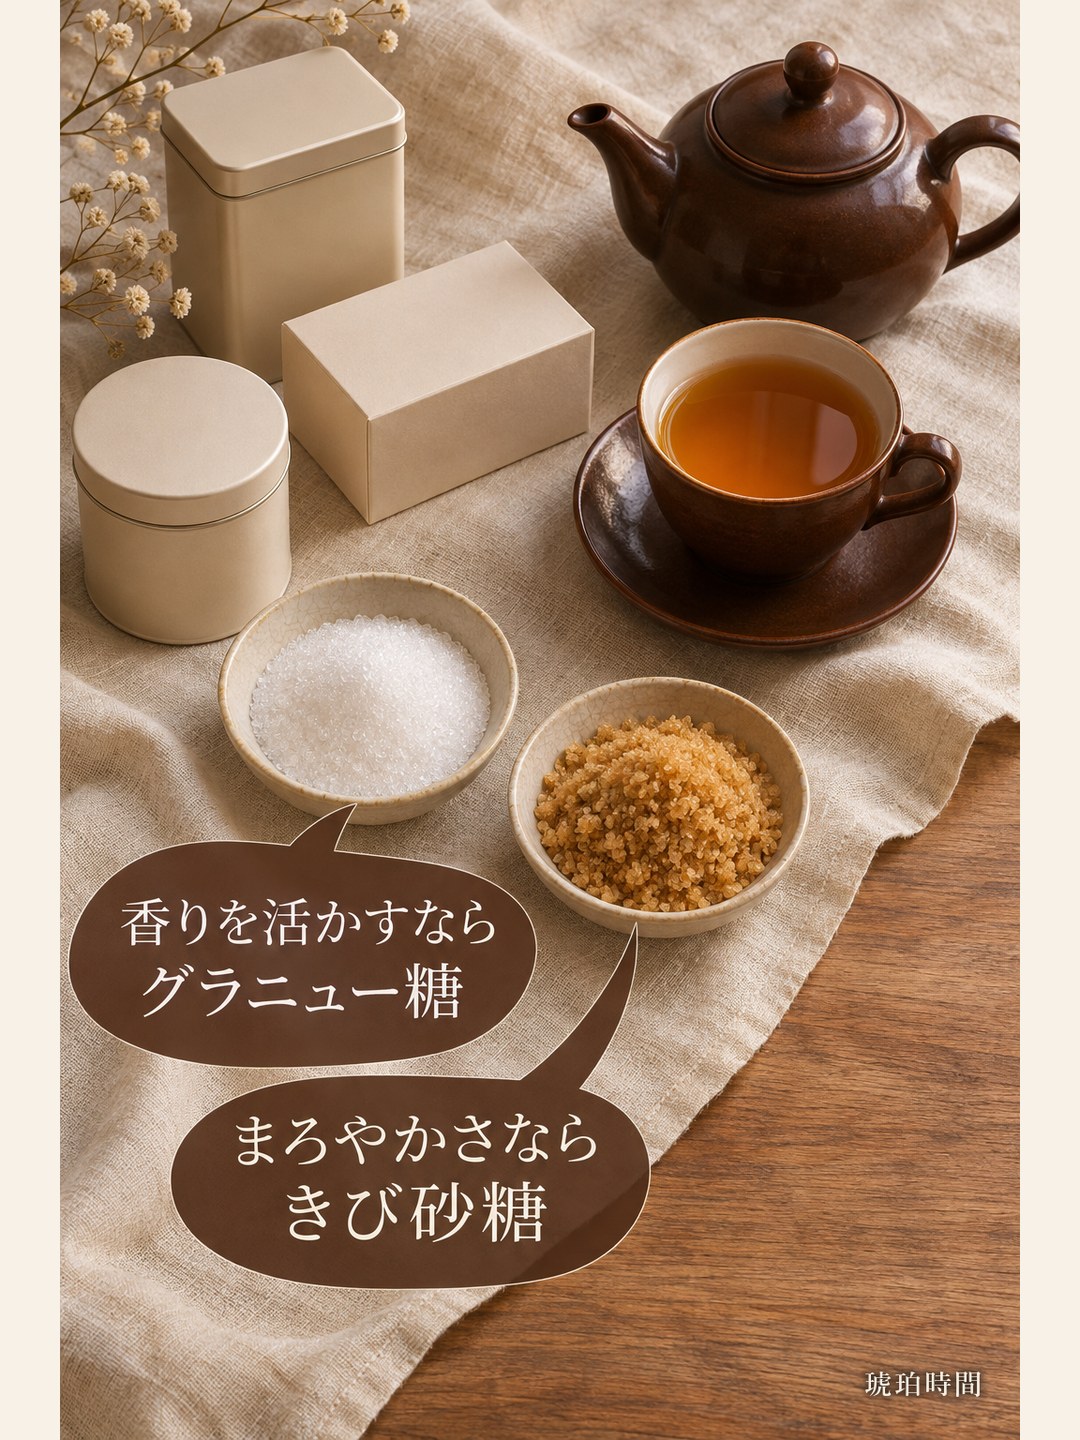 香りを活かすなら
グラニュー糖
まろやかさなら
きび砂糖
琥珀時間